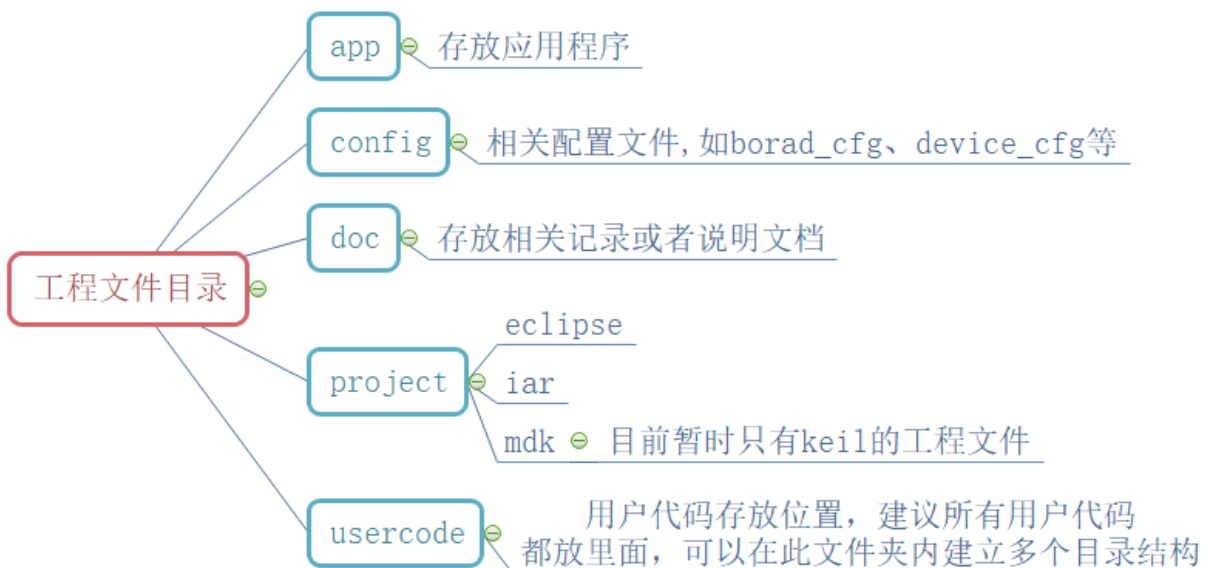 app
存放应用程序
config
相关配置文件,如borad_cfg、device_cfg等
doc
存放相关记录或者说明文档
工程文件目录
eclipse
project
iar
mdk
目前暂时只有keil的工程文件
usercode
用户代码存放位置，建议所有用户代码
都放里面，可以在此文件夹内建立多个目录结构